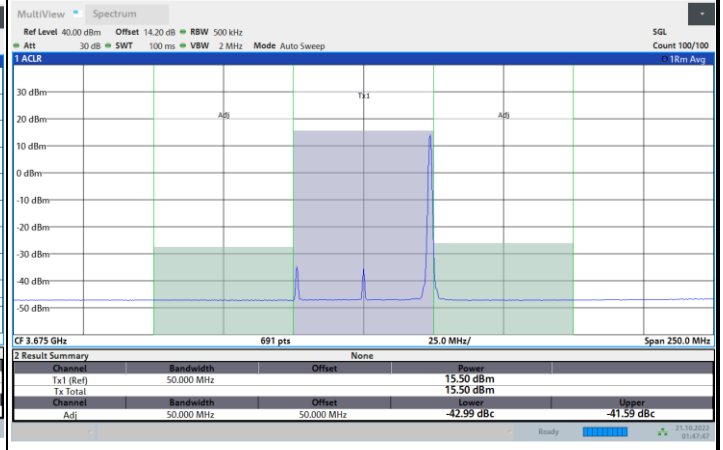 MultiView Spectrum
Ref Level 40.00 dBm Offset 14.20 dB RBW 500 kHz SGL
Att 30 dB SWT 100 ms VBW 2 MHz Mode Auto Sweep Count 100/100
1 ACLR 1Rm Avg
30 dBm
Tx1
20 dBm Adj Adj
10 dBm
0 dBm
-10 dBm
-20 dBm
-30 dBm
-40 dBm
-50 dBm
CF 3.675 GHz 691 pts 25.0 MHz/ Span 250.0 MHz
2 Result Summary None
Channel Bandwidth Offset Power
Tx1 (Ref) 50.000 MHz 15.50 dBm
Tx Total 15.50 dBm
Channel Bandwidth Offset Lower Upper
Adj 50.000 MHz 50.000 MHz -42.99 dBc -41.59 dBc
Ready 21.10.2022
01:47:47